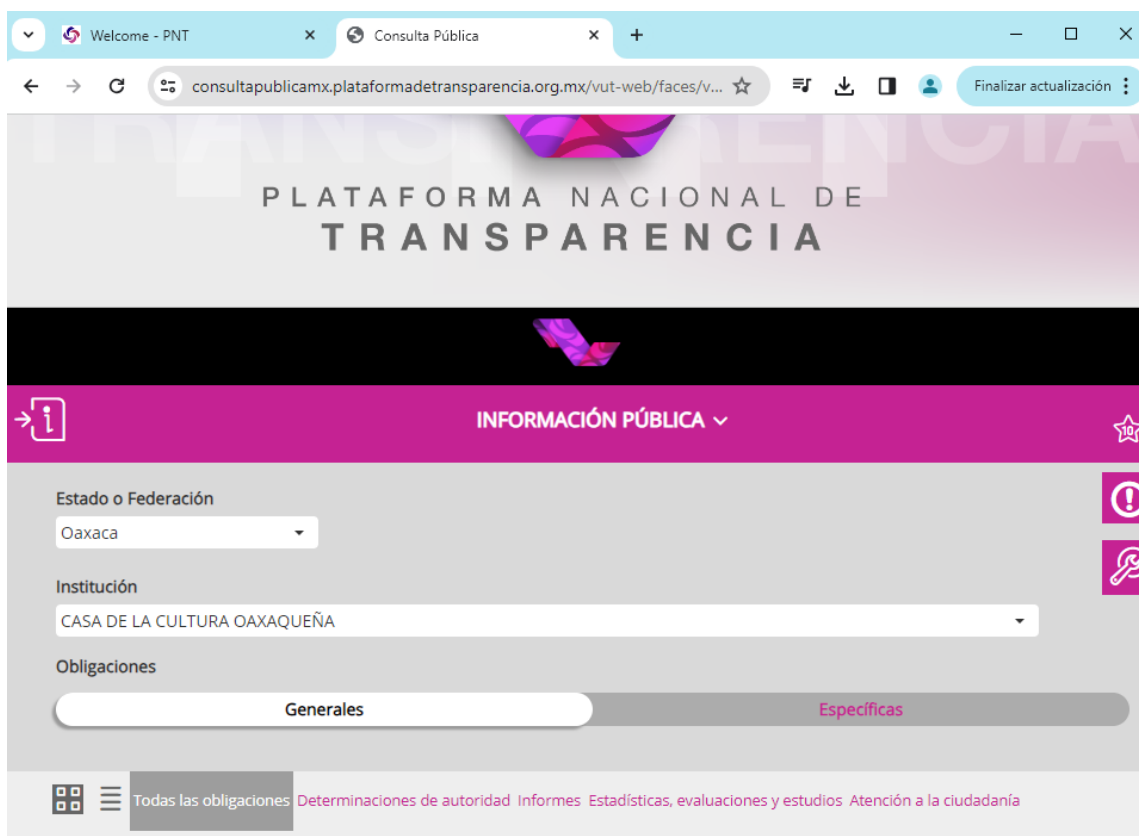 Welcome - PNT
Consulta Pública
consultapublicamx.plataformadetransparencia.org.mx/vut-web/faces/v...
Finalizar actualización
TRANSPARENCIA
PLATAFORMA NACIONAL DE
TRANSPARENCIA
INFORMACIÓN PÚBLICA
10
Estado o Federación
Oaxaca
Institución
CASA DE LA CULTURA OAXAQUEÑA
Obligaciones
Generales Específicas
Todas las obligaciones Determinaciones de autoridad Informes Estadísticas, evaluaciones y estudios Atención a la ciudadanía